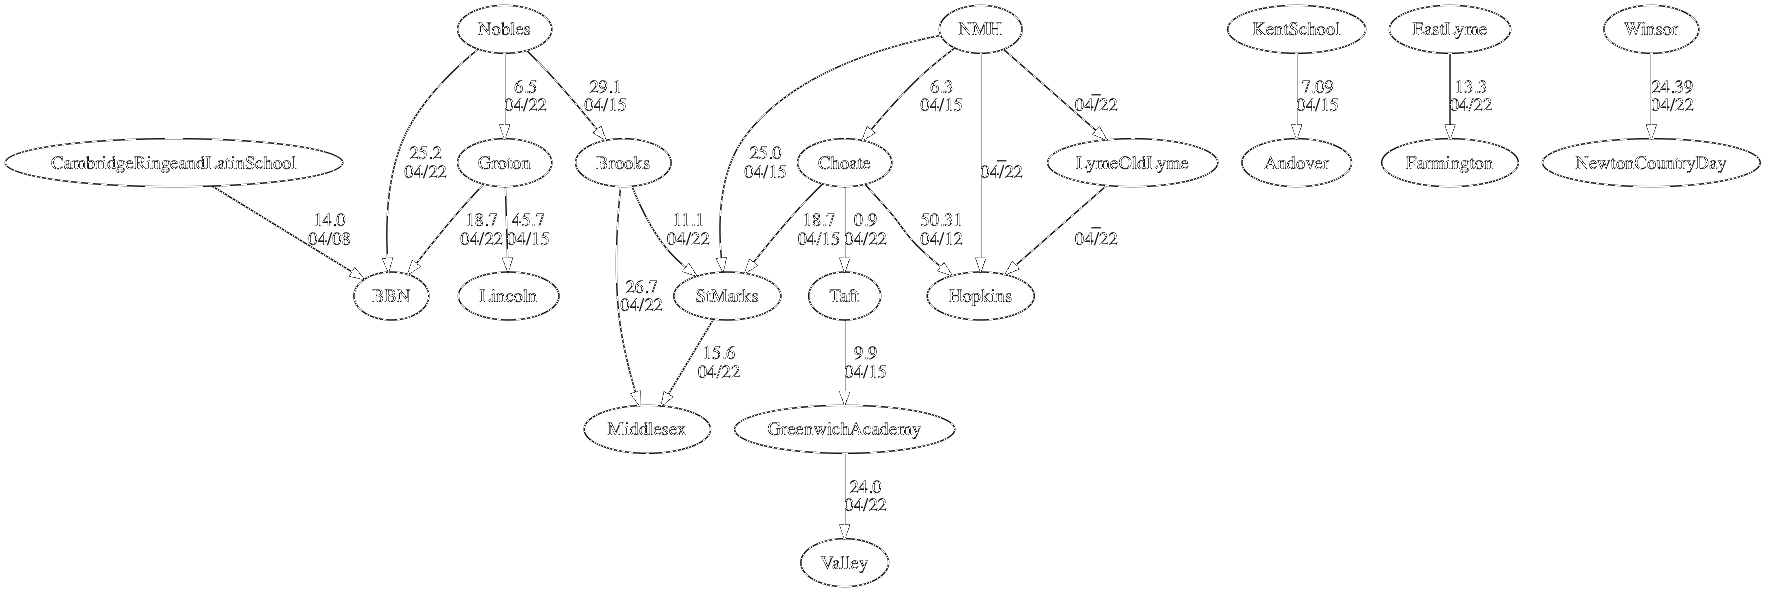 Nobles
NMH
KentSchool
EastLyme
Winsor
6.5
04/22
29.1
04/15
6.3
04/15
–
04/22
7.09
04/15
13.3
04/22
24.39
04/22
CambridgeRingeandLatinSchool
25.2
04/22
Groton
Brooks
25.0
04/15
Choate
–
04/22
LymeOldLyme
Andover
Farmington
NewtonCountryDay
14.0
04/08
18.7
04/22
45.7
04/15
11.1
04/22
18.7
04/15
0.9
04/22
50.31
04/12
–
04/22
BBN
Lincoln
26.7
04/22
StMarks
Taft
Hopkins
15.6
04/22
9.9
04/15
Middlesex
GreenwichAcademy
24.0
04/22
Valley